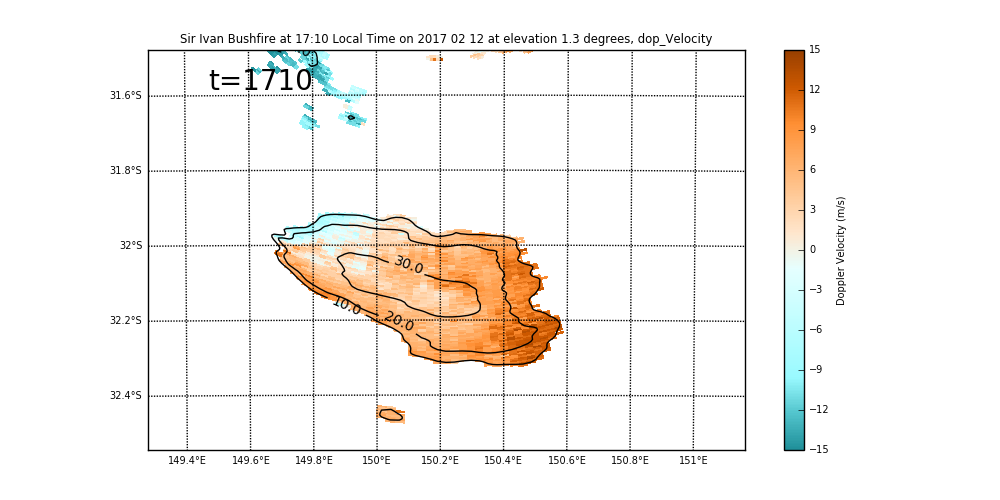 Sir Ivan Bushfire at 17:10 Local Time on 2017 02 12 at elevation 1.3 degrees, dop_Velocity
t=1710
31.6°S
31.8°S
32°S
32.2°S
32.4°S
30.0
10.0
20.0
149.4°E 149.6°E 149.8°E 150°E 150.2°E 150.4°E 150.6°E 150.8°E 151°E
15
12
9
6
3
0
−3
−6
−9
−12
−15
Doppler Velocity (m/s)